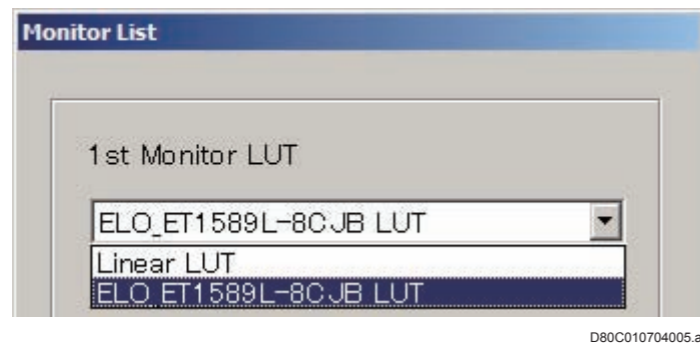 Monitor List
1st Monitor LUT
ELO_ET1589L-8CJB LUT
Linear LUT
ELO_ET1589L-8CJB LUT
D80C010704005.a